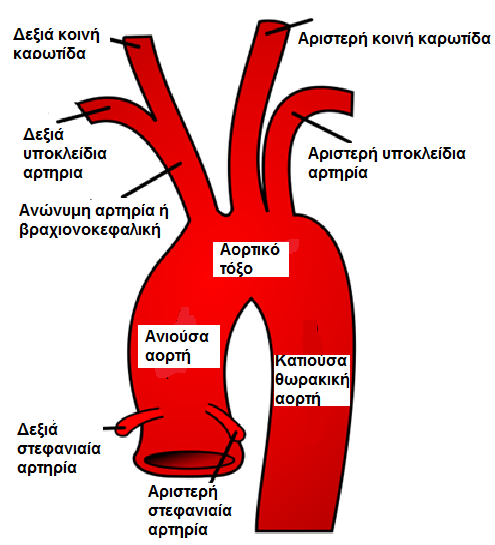 Δεξιά κοινή
καρωτίδα
Αριστερή κοινή καρωτίδα
Δεξιά
υποκλείδια
αρτηρια
Αριστερή υποκλείδια
αρτηρία
Ανώνυμη αρτηρία ή
βραχιονοκεφαλική
Αορτικό
τόξο
Ανιούσα
αορτή
Κατιούσα
θωρακική
αορτή
Δεξιά
στεφανιαία
αρτηρία
Αριστερή
στεφανιαία
αρτηρία